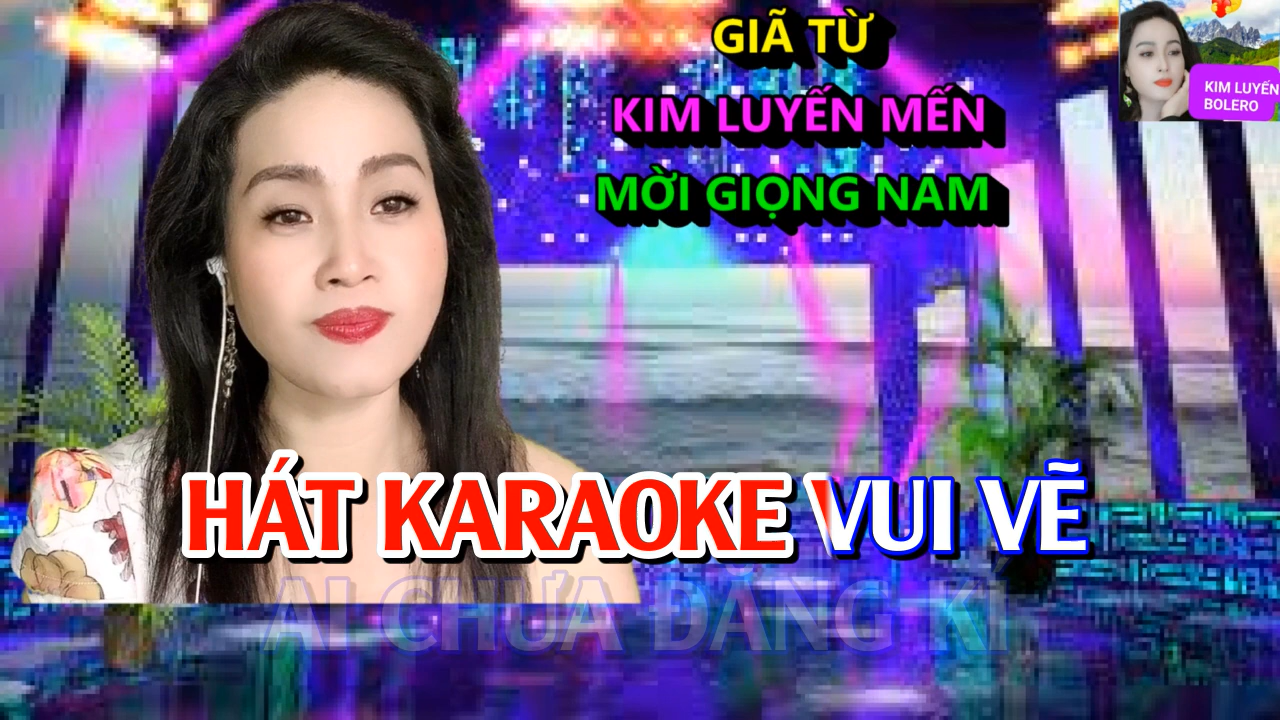 GIÃ TỪ
KIM LUYẾN MẾN
MỜI GIỌNG NAM
KIM LUYẾN
BOLERO
HÁT KARAOKE VUI VẼ
AI CHƯA ĐĂNG KÍ